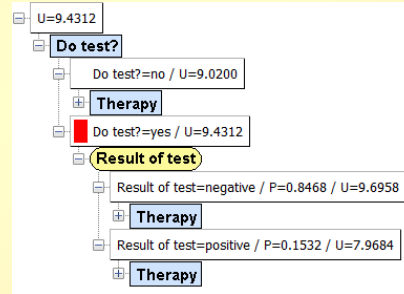 U=9.4312
Do test?
Do test?=no / U=9.0200
Therapy
Do test?=yes / U=9.4312
Result of test
Result of test=negative / P=0.8468 / U=9.6958
Therapy
Result of test=positive / P=0.1532 / U=7.9684
Therapy